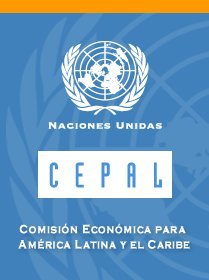 NACIONES UNIDAS
CEPAL
COMISIÓN ECONÓMICA PARA
AMÉRICA LATINA Y EL CARIBE